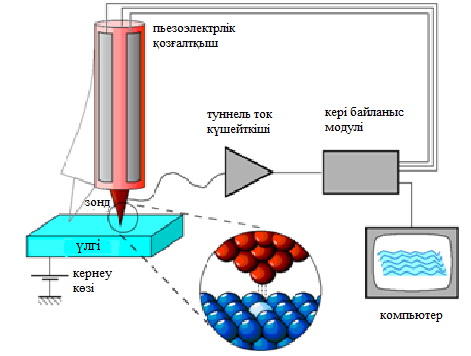 пьезоэлектрлік
қозғалтқыш
туннель ток
күшейткіші
кері байланыс
модулі
зонд
үлгі
кернеу
көзі
компьютер